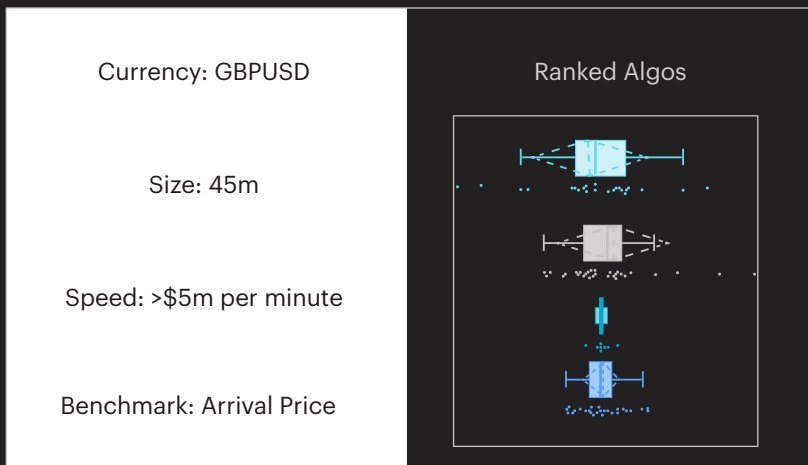 Currency: GBPUSD
Size: 45m
Speed: >$5m per minute
Benchmark: Arrival Price
Ranked Algos